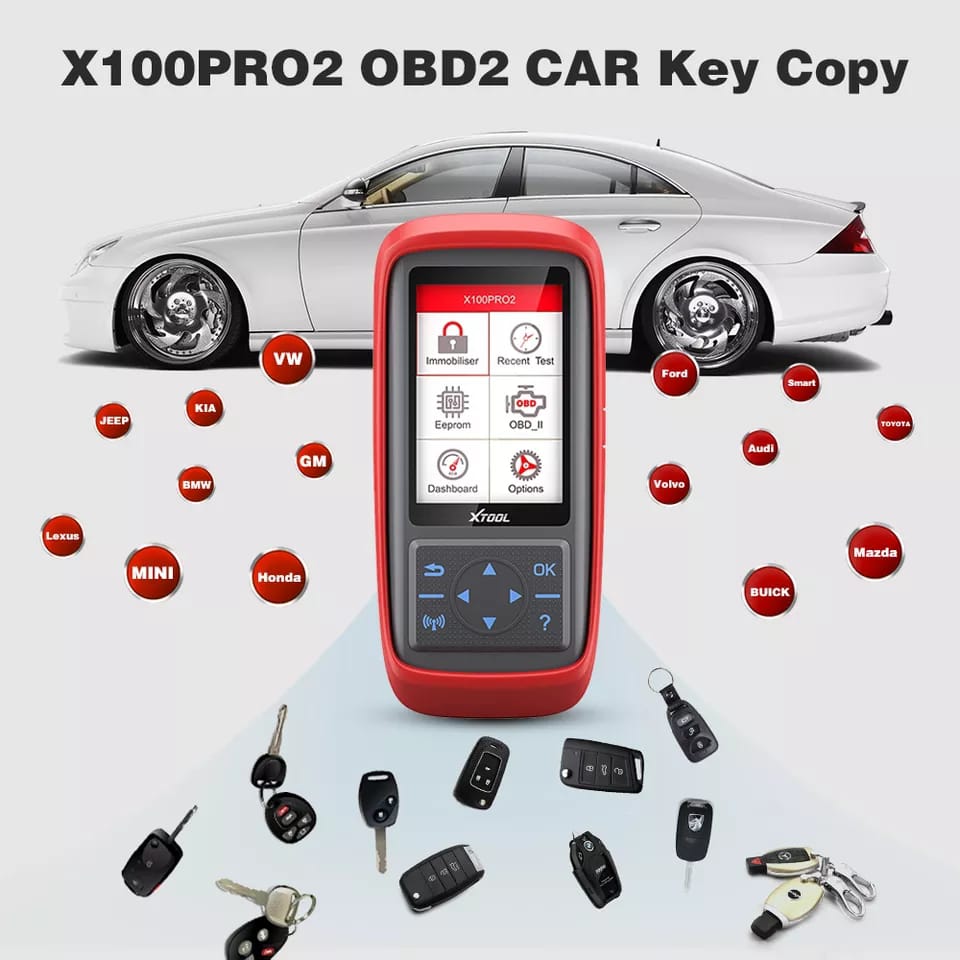 X100PRO2 OBD2 CAR Key Copy
X100PRO2
Immobiliser
Recent Test
Eeprom
OBD
OBD_II
Dashboard
Options
XTOOL
OK
?
VW
JEEP
KIA
GM
BMW
Lexus
MINI
Honda
Ford
Smart
TOYOTA
Audi
Volvo
Mazda
BUICK